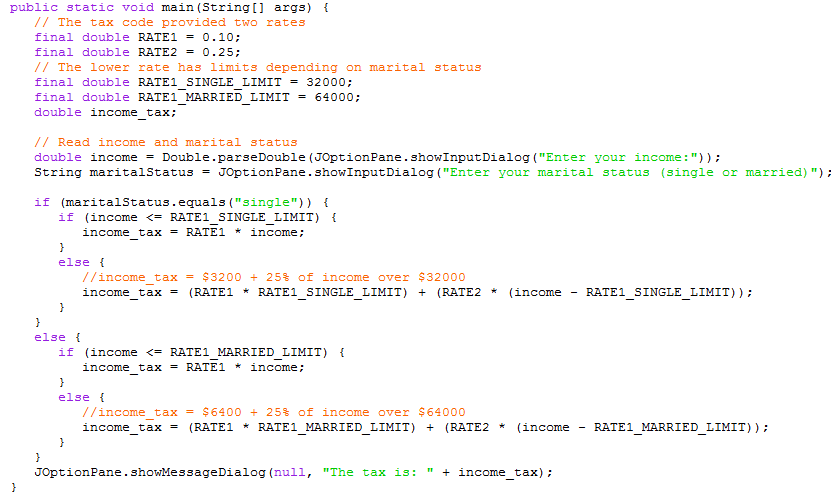 public static void main(String[] args) {
// The tax code provided two rates
final double RATE1 = 0.10;
final double RATE2 = 0.25;
// The lower rate has limits depending on marital status
final double RATE1_SINGLE_LIMIT = 32000;
final double RATE1_MARRIED_LIMIT = 64000;
double income_tax;
// Read income and marital status
double income = Double.parseDouble(JOptionPane.showInputDialog("Enter your income:"));
String maritalStatus = JOptionPane.showInputDialog("Enter your marital status (single or married)");
if (maritalStatus.equals("single")) {
if (income <= RATE1_SINGLE_LIMIT) {
income_tax = RATE1 * income;
}
else {
//income_tax = $3200 + 25% of income over $32000
income_tax = (RATE1 * RATE1_SINGLE_LIMIT) + (RATE2 * (income - RATE1_SINGLE_LIMIT));
}
}
else {
if (income <= RATE1_MARRIED_LIMIT) {
income_tax = RATE1 * income;
}
else {
//income_tax = $6400 + 25% of income over $64000
income_tax = (RATE1 * RATE1_MARRIED_LIMIT) + (RATE2 * (income - RATE1_MARRIED_LIMIT));
}
}
JOptionPane.showMessageDialog(null, "The tax is: " + income_tax);
}